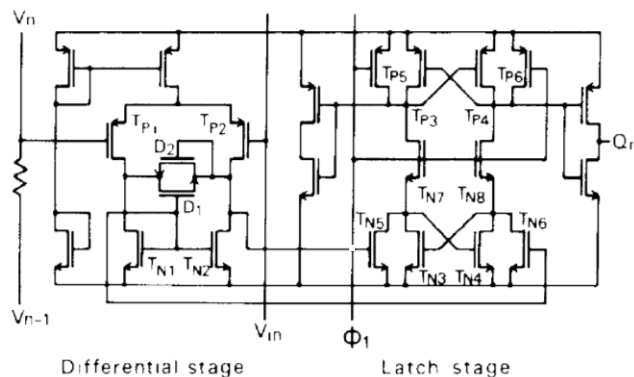 Vn
TP5
TP6
TP1
TP2
TP3
TP4
D2
Qn
D1
TN7
TN8
TN5
TN6
TN1
TN2
TN3
TN4
Vn-1
Vin
Φ1
Differential stage
Latch stage